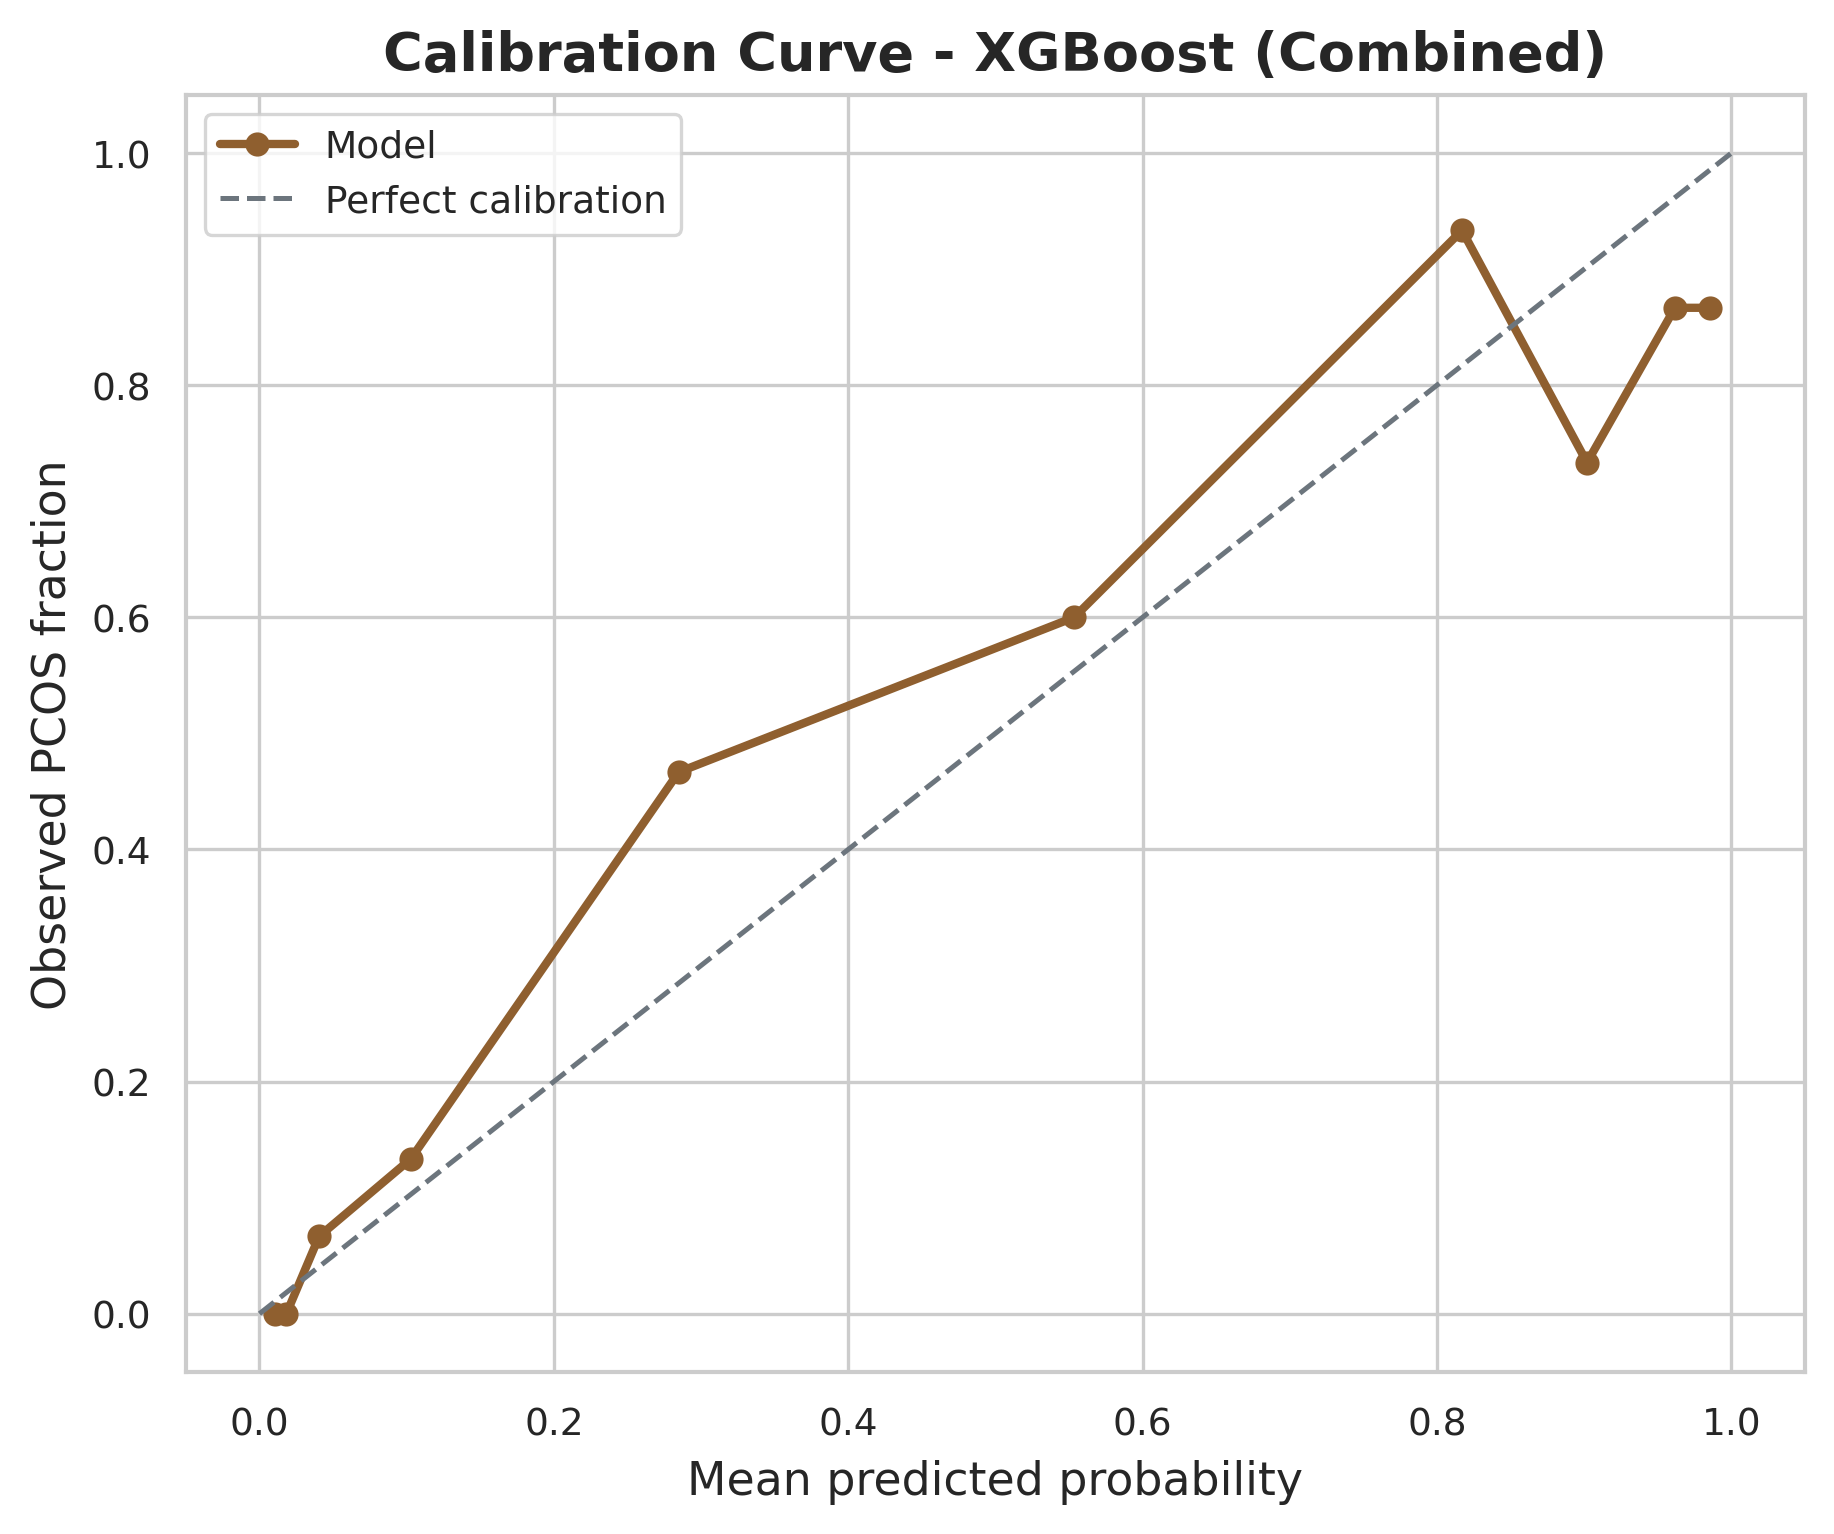 Calibration Curve - XGBoost (Combined)
Model
Perfect calibration
1.0
0.8
0.6
0.4
0.2
0.0
Observed PCOS fraction
0.0 0.2 0.4 0.6 0.8 1.0
Mean predicted probability